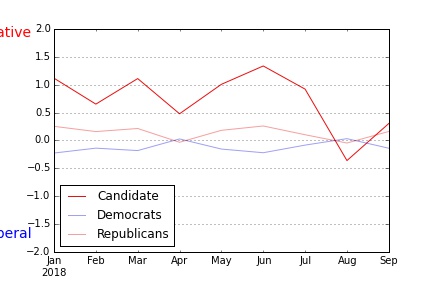 2.0
ative
1.5
1.0
0.5
0.0
−0.5
−1.0
Candidate
Democrats
Republicans
−1.5
beral
−2.0
Jan Feb Mar Apr May Jun Jul Aug Sep
2018